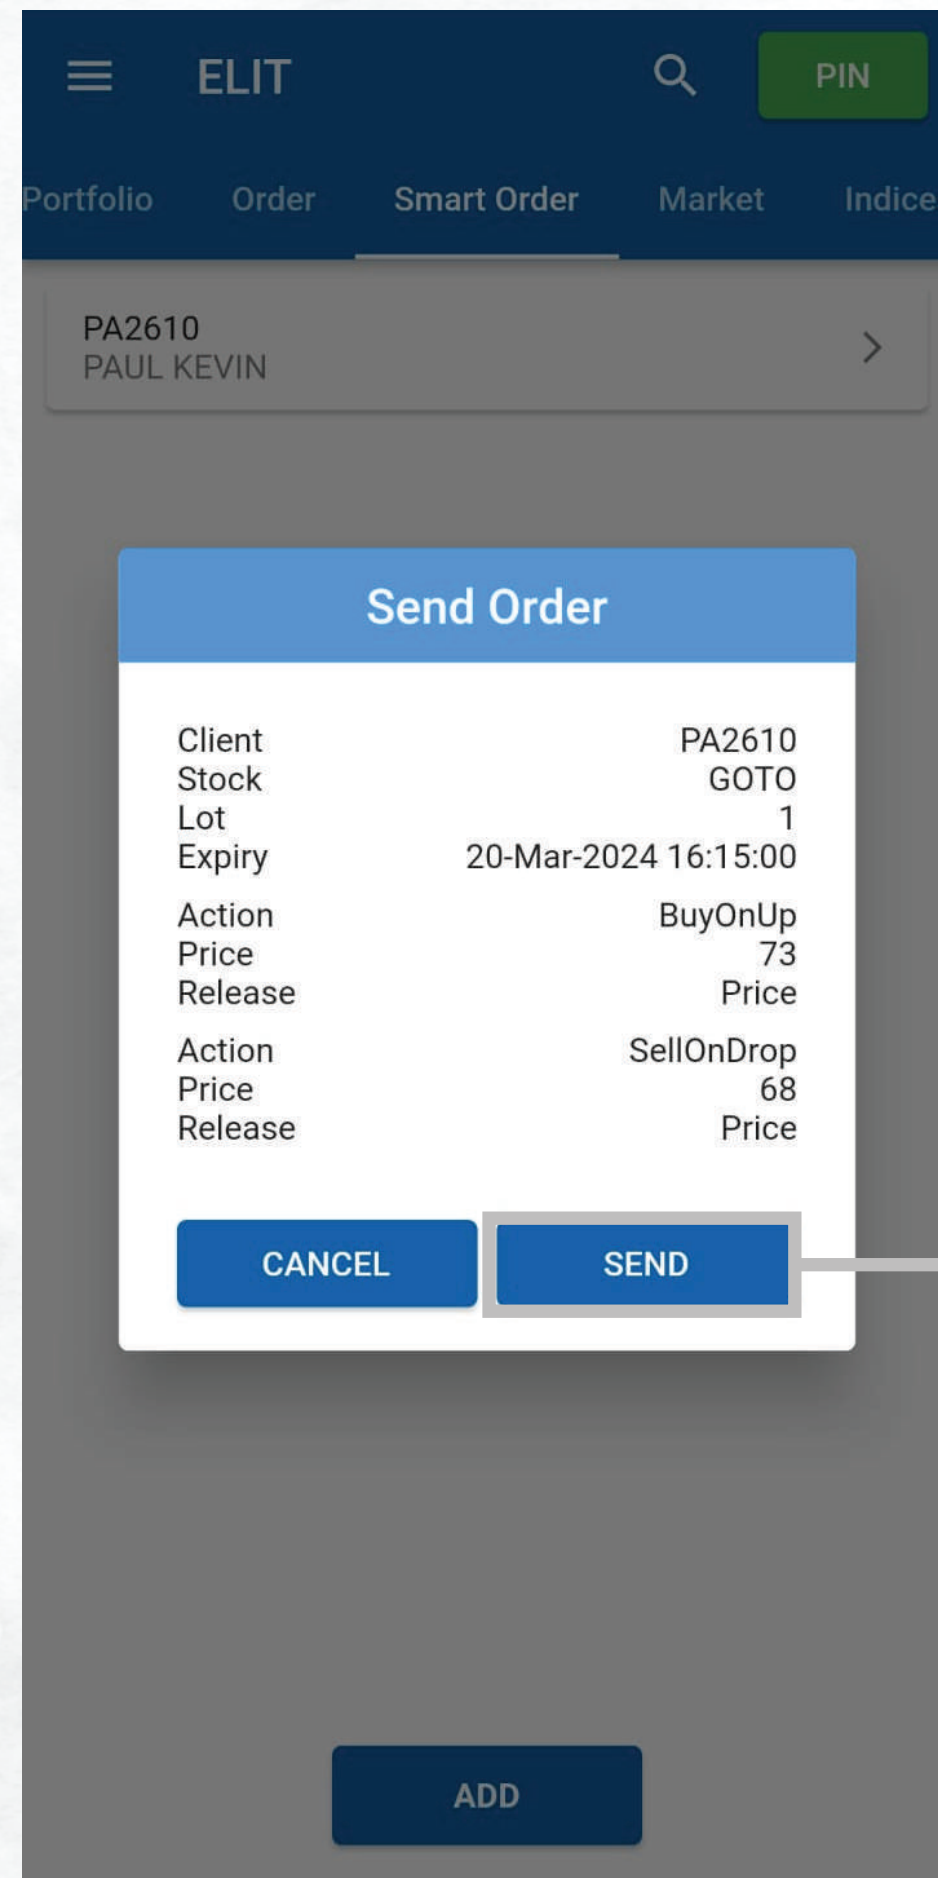 ELIT PIN
Portfolio Order Smart Order Market Indice
PA2610
PAUL KEVIN
Send Order
Client PA2610
Stock GOTO
Lot 1
Expiry 20-Mar-2024 16:15:00
Action BuyOnUp
Price 73
Release Price
Action SellOnDrop
Price 68
Release Price
CANCEL SEND
ADD